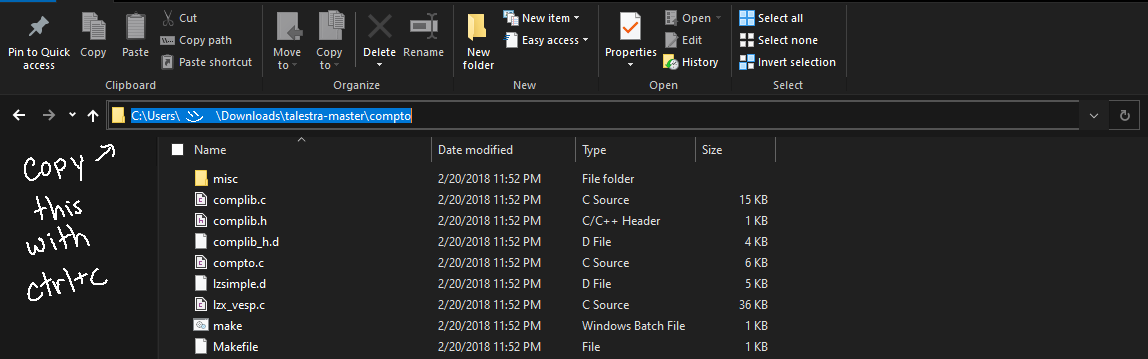 Cut
Copy path
Paste shortcut
Pin to Quick access
Copy
Paste
Clipboard
Move to
Copy to
Delete
Rename
Organize
New folder
New item
Easy access
New
Properties
Open
Edit
History
Open
Select all
Select none
Invert selection
Select
C:\Users\ \Downloads\talestra-master\compto
Copy
this
with
ctrl+c
Name Date modified Type Size
misc 2/20/2018 11:52 PM File folder
complib.c 2/20/2018 11:52 PM C Source 15 KB
complib.h 2/20/2018 11:52 PM C/C++ Header 1 KB
complib_h.d 2/20/2018 11:52 PM D File 4 KB
compto.c 2/20/2018 11:52 PM C Source 6 KB
lzsimple.d 2/20/2018 11:52 PM D File 5 KB
lzx_vesp.c 2/20/2018 11:52 PM C Source 36 KB
make 2/20/2018 11:52 PM Windows Batch File 1 KB
Makefile 2/20/2018 11:52 PM File 1 KB